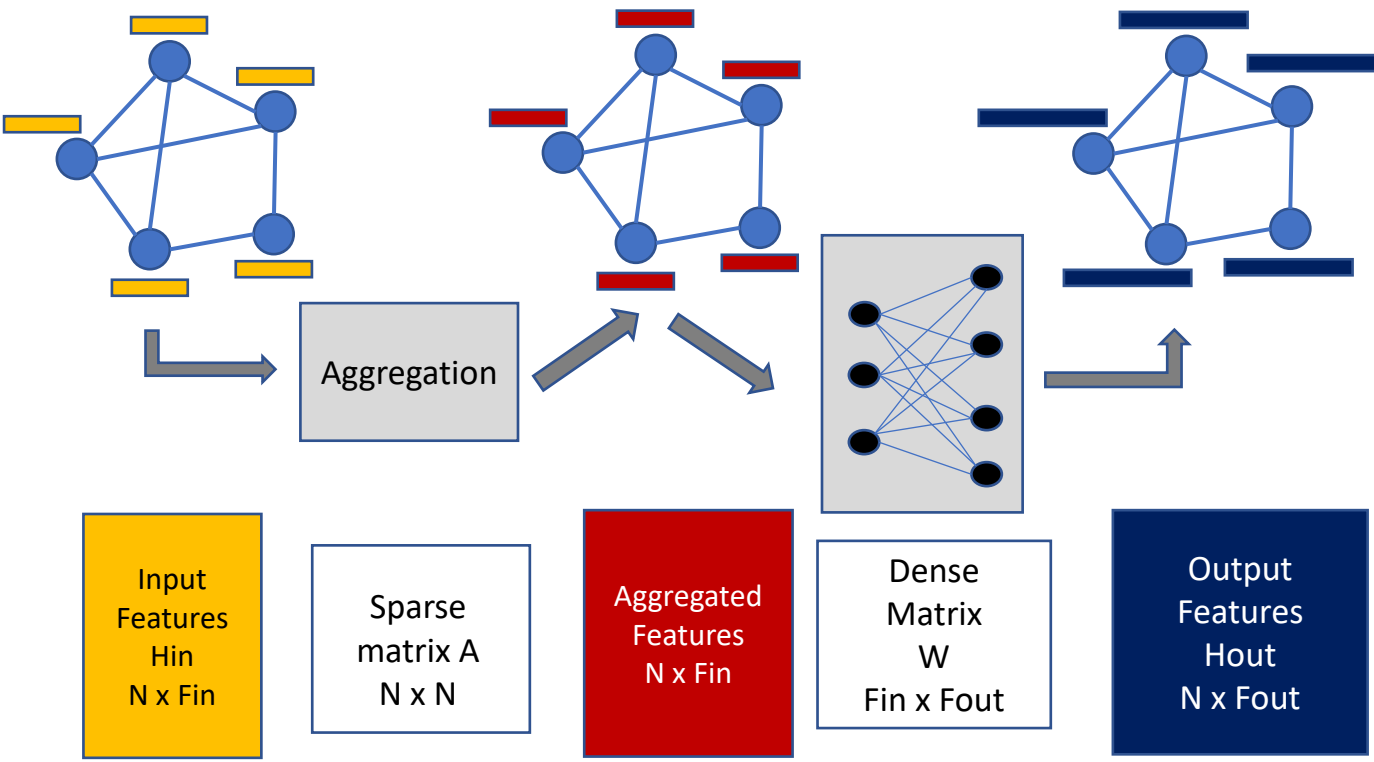 Aggregation
Input
Features
Hin
N x Fin
Sparse
matrix A
N x N
Aggregated
Features
N x Fin
Dense
Matrix
W
Fin x Fout
Output
Features
Hout
N x Fout